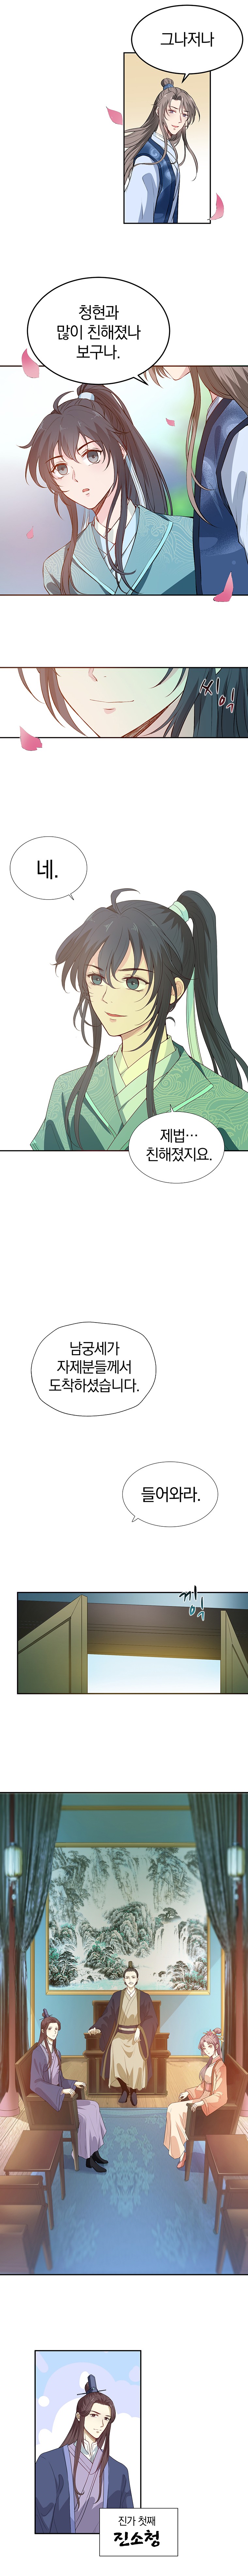 그나저나
청현과
많이 친해졌나
보구나.
씨익
네.
제법…
친해졌지요.
남궁세가
자제분들께서
도착하셨습니다.
들어와라.
끼익
진가 첫째
진소청